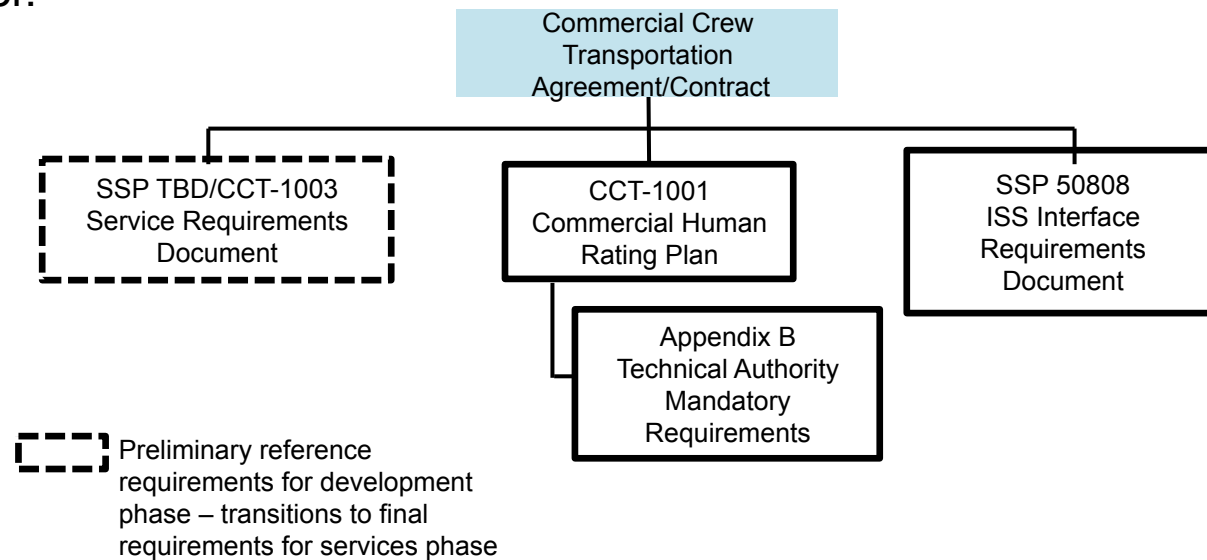 Commercial Crew
Transportation
Agreement/Contract
SSP TBD/CCT-1003
Service Requirements
Document
CCT-1001
Commercial Human
Rating Plan
SSP 50808
ISS Interface
Requirements
Document
Appendix B
Technical Authority
Mandatory
Requirements
Preliminary reference
requirements for development
phase – transitions to final
requirements for services phase